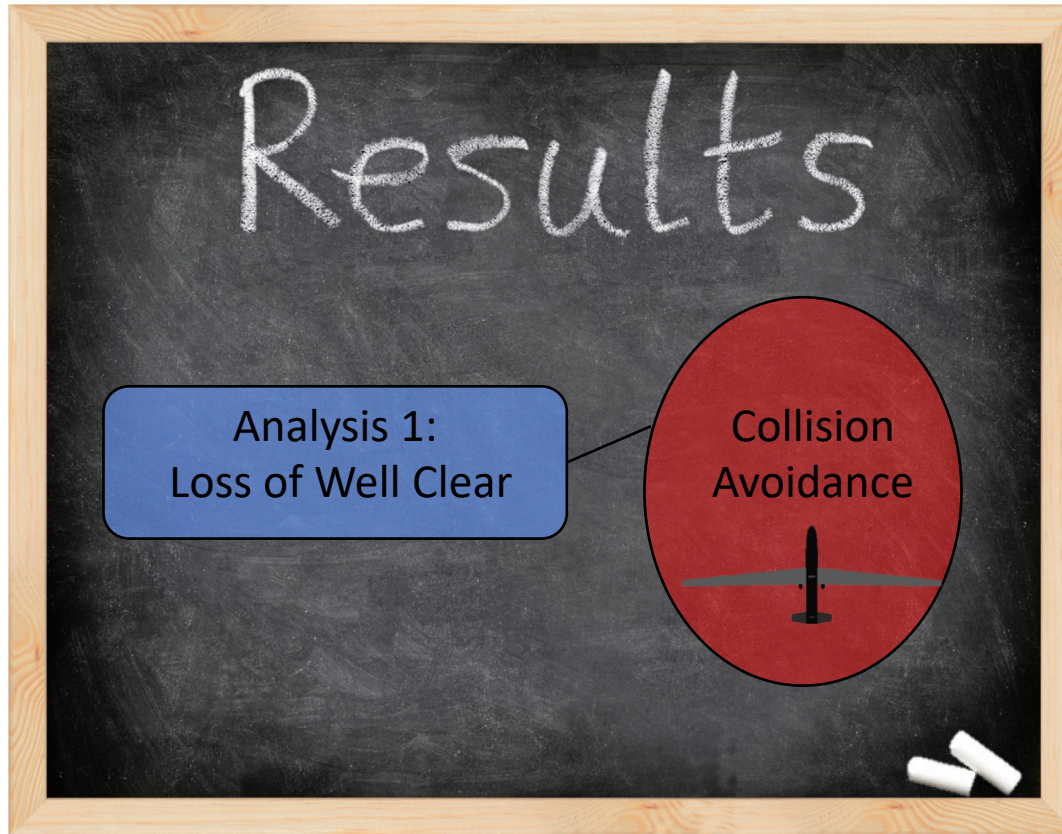 Results
Analysis 1:
Loss of Well Clear
Collision
Avoidance